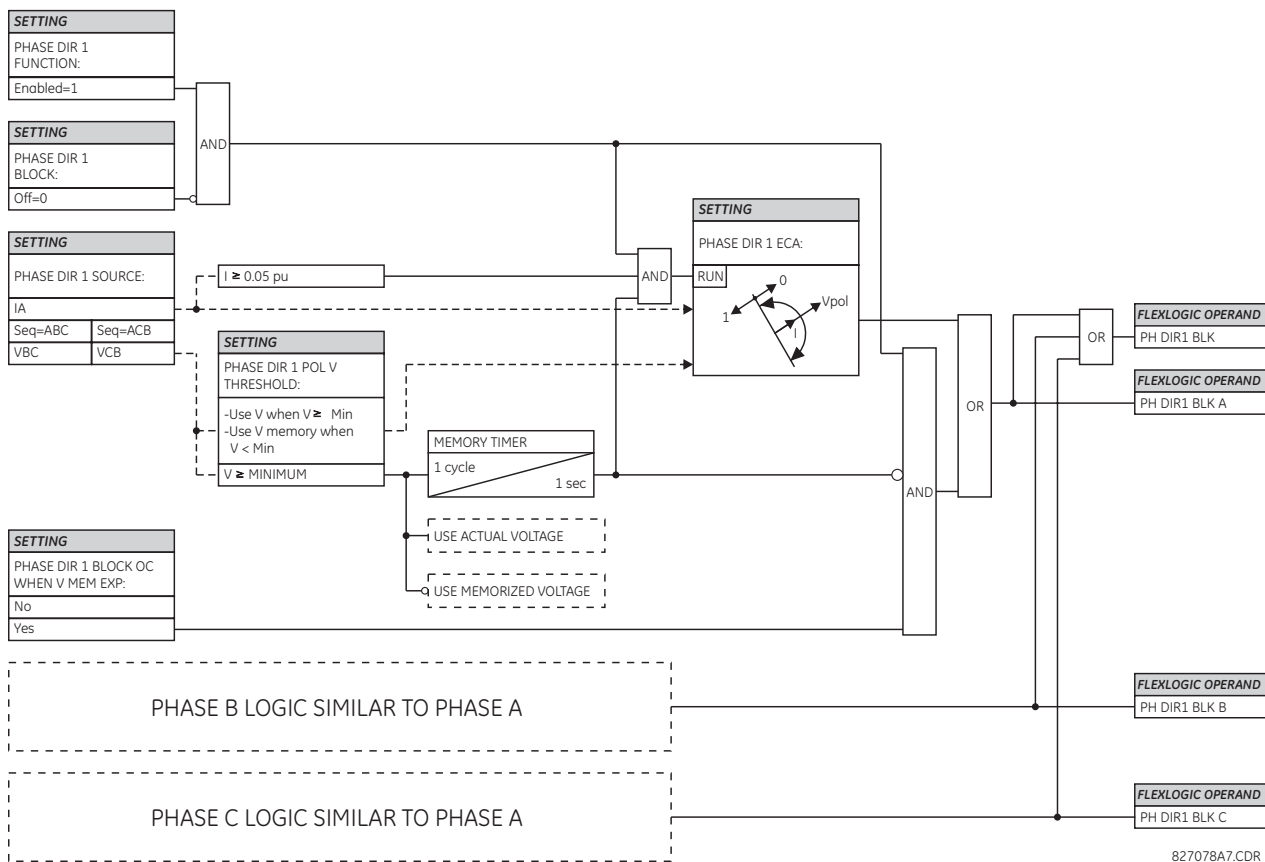 SETTING
PHASE DIR 1
FUNCTION:
Enabled=1
SETTING
PHASE DIR 1
BLOCK:
Off=0
AND
SETTING
PHASE DIR 1 SOURCE:
IA
Seq=ABC
Seq=ACB
VBC
VCB
I ≥ 0.05 pu
SETTING
PHASE DIR 1 POL V
THRESHOLD:
-Use V when V ≥ Min
-Use V memory when
V < Min
V ≥ MINIMUM
MEMORY TIMER
1 cycle
1 sec
USE ACTUAL VOLTAGE
USE MEMORIZED VOLTAGE
AND
SETTING
PHASE DIR 1 ECA:
RUN
0
1
Vpol
I
AND
OR
OR
FLEXLOGIC OPERAND
PH DIR1 BLK
FLEXLOGIC OPERAND
PH DIR1 BLK A
SETTING
PHASE DIR 1 BLOCK OC
WHEN V MEM EXP:
No
Yes
PHASE B LOGIC SIMILAR TO PHASE A
FLEXLOGIC OPERAND
PH DIR1 BLK B
PHASE C LOGIC SIMILAR TO PHASE A
FLEXLOGIC OPERAND
PH DIR1 BLK C
827078A7.CDR